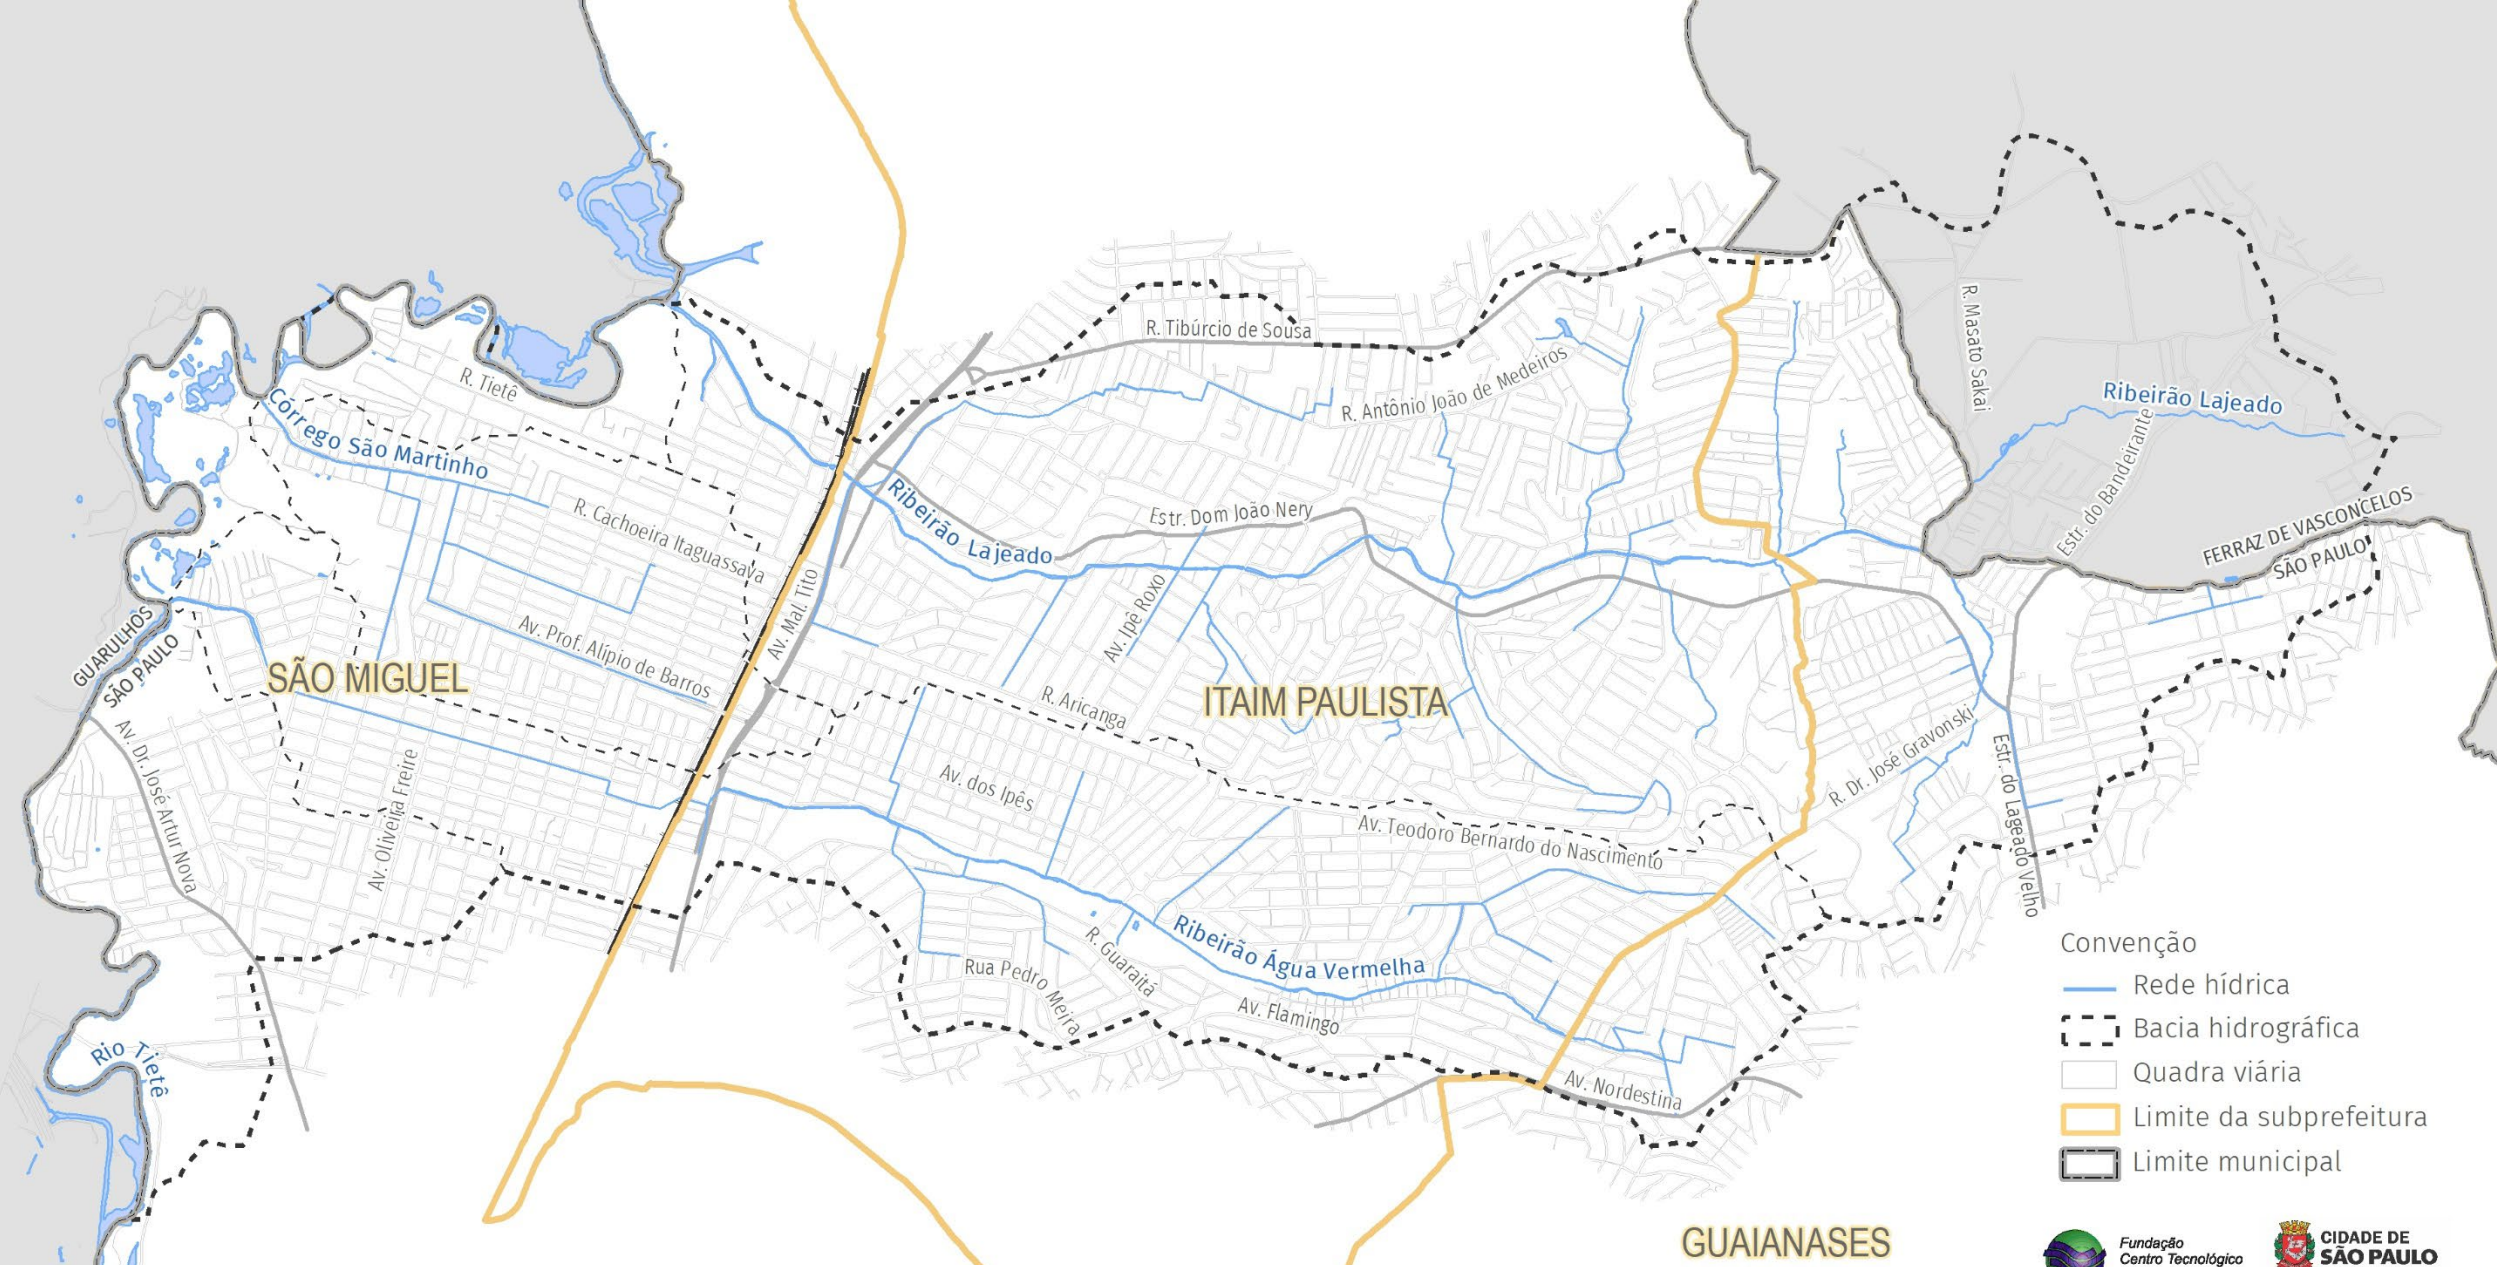 R. Masato Sakai
R. Tibúrcio de Sousa
R. Antônio João de Medeiros
R. Tietê
Córrego São Martinho
Ribeirão Lajeado
Estr. do Bandeirante
R. Cachoeira Itaguassava
Ribeirão Lajeado
Estr. Dom João Nery
FERRAZ DE VASCONCELOS
SÃO PAULO
GUARULHOS
SÃO PAULO
Av. Mal. Tito
Av. Ipê Roxo
Av. Prof. Alípio de Barros
SÃO MIGUEL
ITAIM PAULISTA
R. Aricanga
Av. Dr. José Artur Nova
Av. Oliveira Freire
Av. dos Ipês
R. Dr. José Gravonski
Estr. do Lageado Velho
Av. Teodoro Bernardo do Nascimento
Ribeirão Água Vermelha
R. Guaraitá
Rua Pedro Meira
Av. Flamingo
Av. Nordestina
Rio Tietê
Convenção
Rede hídrica
Bacia hidrográfica
Quadra viária
Limite da subprefeitura
Limite municipal
GUAIANASES
Fundação
Centro Tecnológico
CIDADE DE
SÃO PAULO